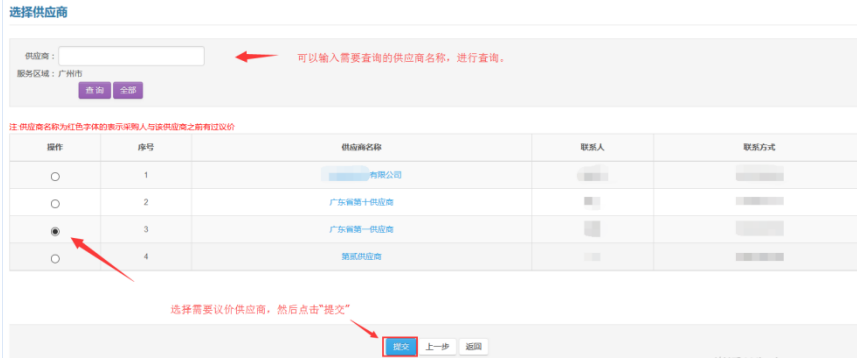 选择供应商
供应商：
可以输入需要查询的供应商名称，进行查询。
服务区域：广州市
查询 全部
注:供应商名称为红色字体的表示采购人与该供应商之前有过议价
操作 序号 供应商名称 联系人 联系方式
1 有限公司
2 广东省第十供应商
3 广东省第一供应商
4 第贰供应商
选择需要议价供应商，然后点击“提交”
提交 上一步 返回